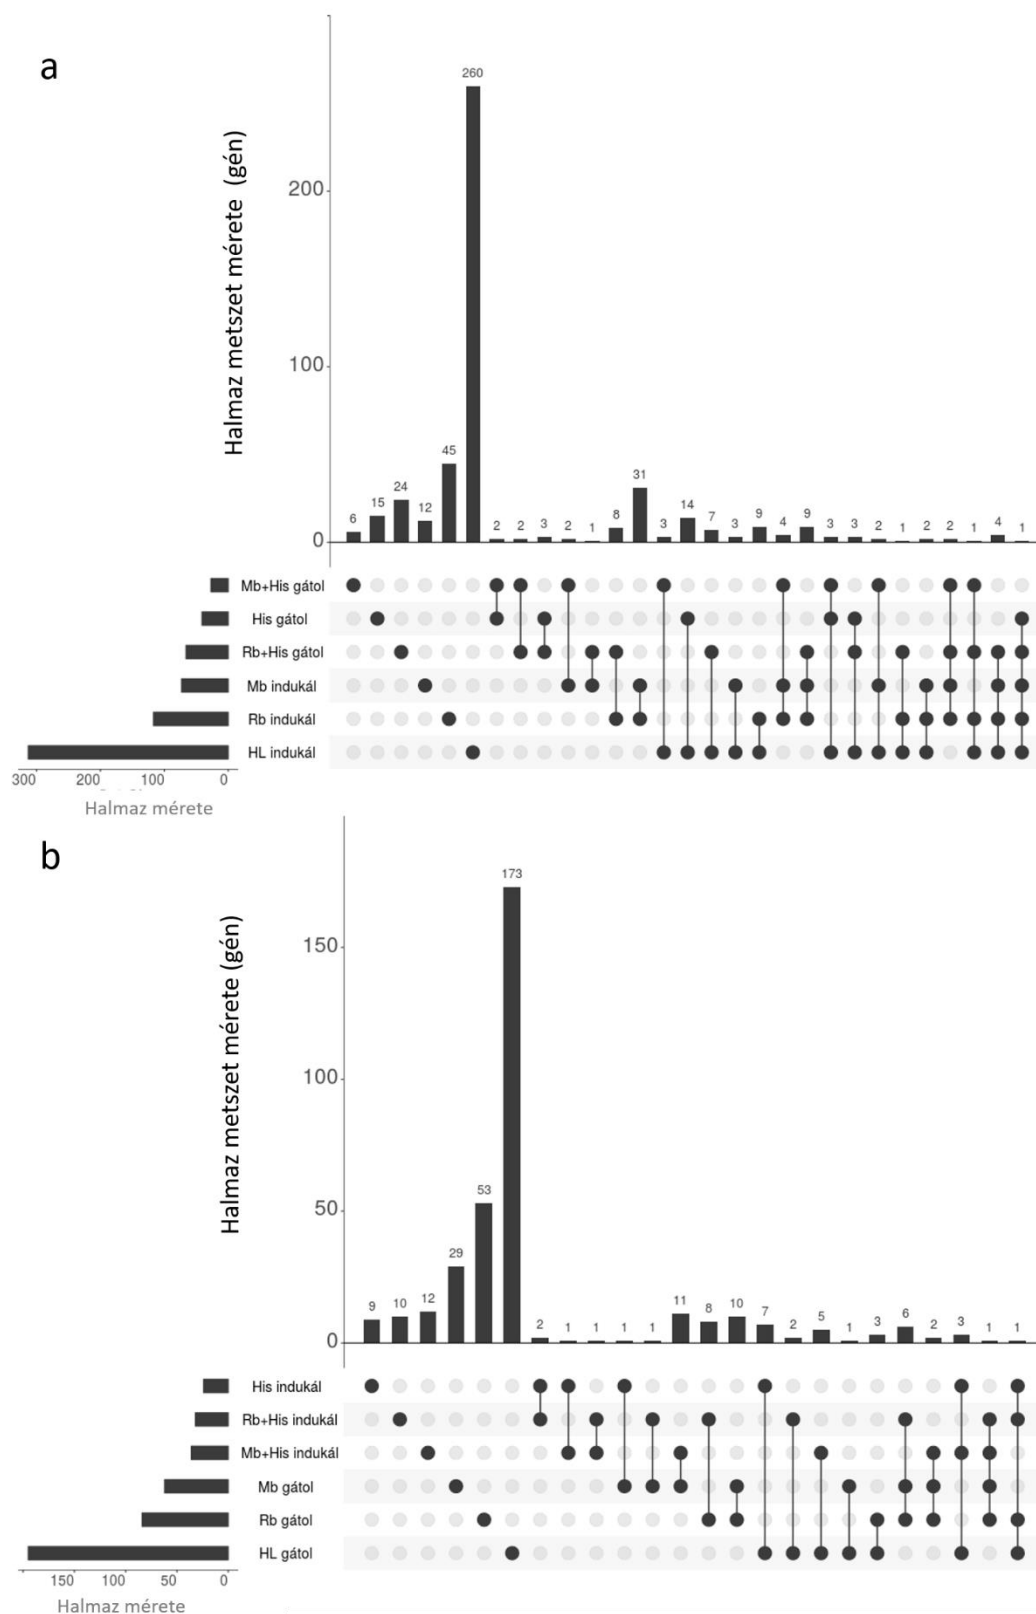 a
Halmaz metszet mérete (gén)
200
100
0
6 15 24 12 45 260 2 2 3 2 1 8 31 3 14 7 3 9 4 9 3 3 2 1 2 2 1 4 1
Mb+His gátol
His gátol
Rb+His gátol
Mb indukál
Rb indukál
HL indukál
300 200 100 0
Halmaz mérete
b
Halmaz metszet mérete (gén)
150
100
50
0
9 10 12 29 53 173 2 1 1 1 1 11 8 10 7 2 5 1 3 6 2 3 1 1
His indukál
Rb+His indukál
Mb+His indukál
Mb gátol
Rb gátol
HL gátol
150 100 50 0
Halmaz mérete